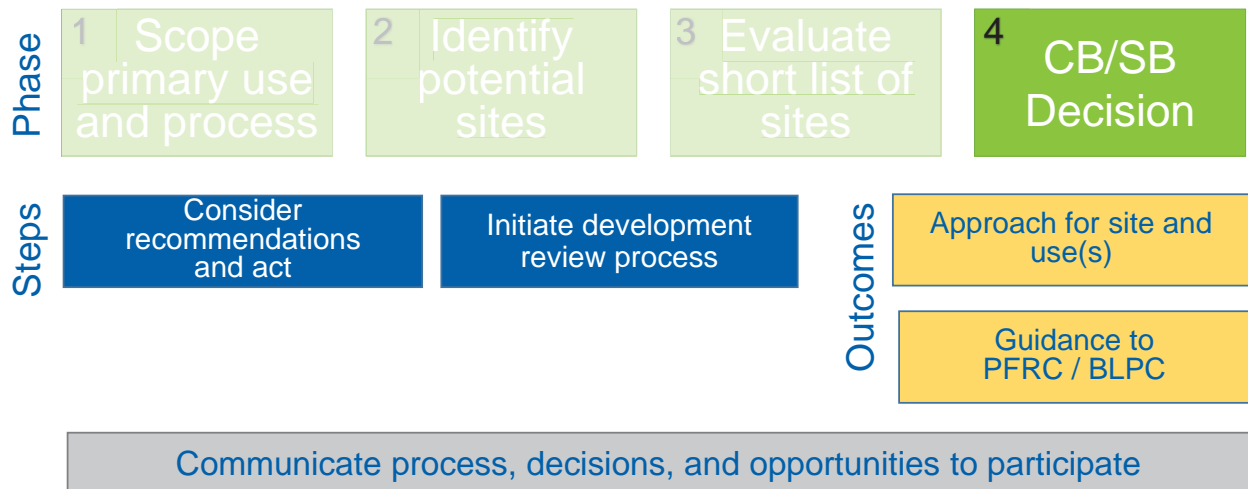 Phase
1
Scope
primary use
and process
2
Identify
potential
sites
3
Evaluate
short list of
sites
4
CB/SB
Decision
Steps
Consider
recommendations
and act
Initiate development
review process
Outcomes
Approach for site and
use(s)
Guidance to
PFRC / BLPC
Communicate process, decisions, and opportunities to participate